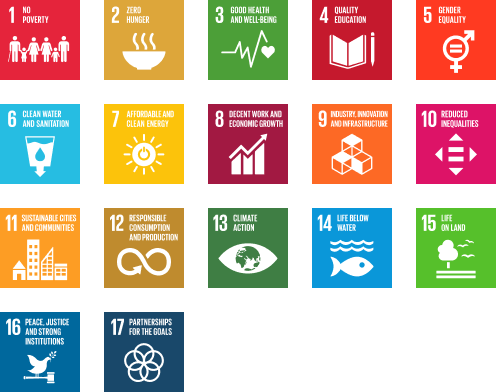 1 NO
POVERTY
2 ZERO
HUNGER
3 GOOD HEALTH
AND WELL-BEING
4 QUALITY
EDUCATION
5 GENDER
EQUALITY
6 CLEAN WATER
AND SANITATION
7 AFFORDABLE AND
CLEAN ENERGY
8 DECENT WORK AND
ECONOMIC GROWTH
9 INDUSTRY, INNOVATION
AND INFRASTRUCTURE
10 REDUCED
INEQUALITIES
11 SUSTAINABLE CITIES
AND COMMUNITIES
12 RESPONSIBLE
CONSUMPTION
AND PRODUCTION
13 CLIMATE
ACTION
14 LIFE BELOW
WATER
15 LIFE
ON LAND
16 PEACE, JUSTICE
AND STRONG
INSTITUTIONS
17 PARTNERSHIPS
FOR THE GOALS